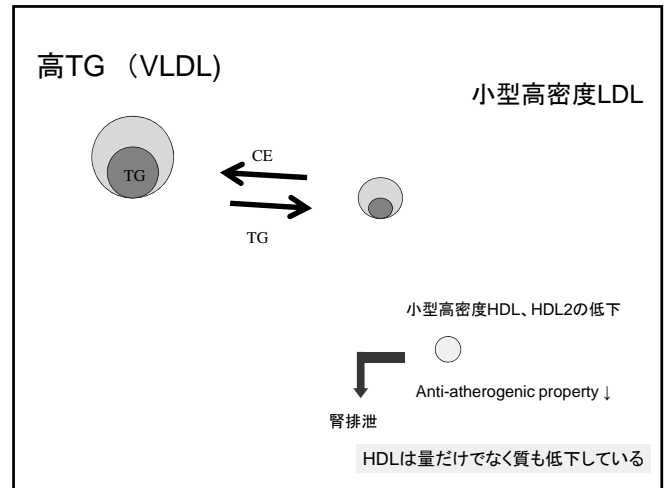 高TG （VLDL)
小型高密度LDL
CE
TG
TG
小型高密度HDL、HDL2の低下
Anti-atherogenic property ↓
腎排泄
HDLは量だけでなく質も低下している